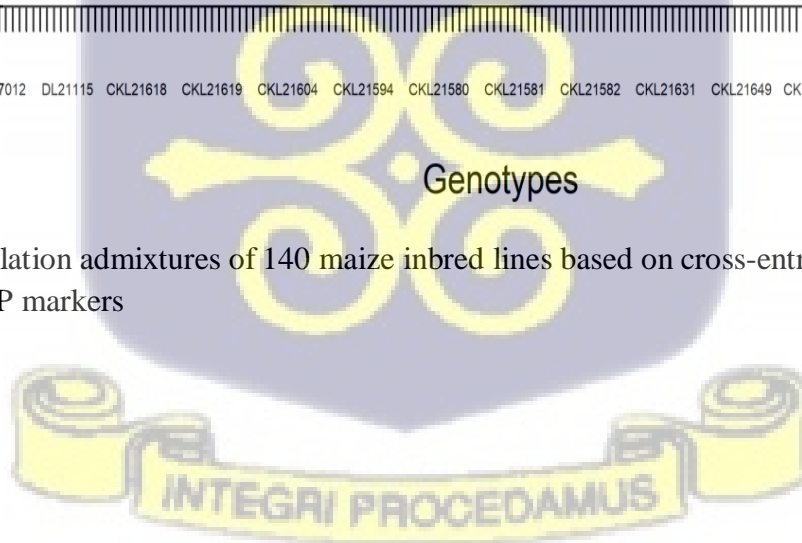 7012 DL21115 CKL21618 CKL21619 CKL21604 CKL21594 CKL21580 CKL21581 CKL21582 CKL21631 CKL21649 CK
Genotypes
lation admixtures of 140 maize inbred lines based on cross-entr
P markers
INTEGRI PROCEDAMUS